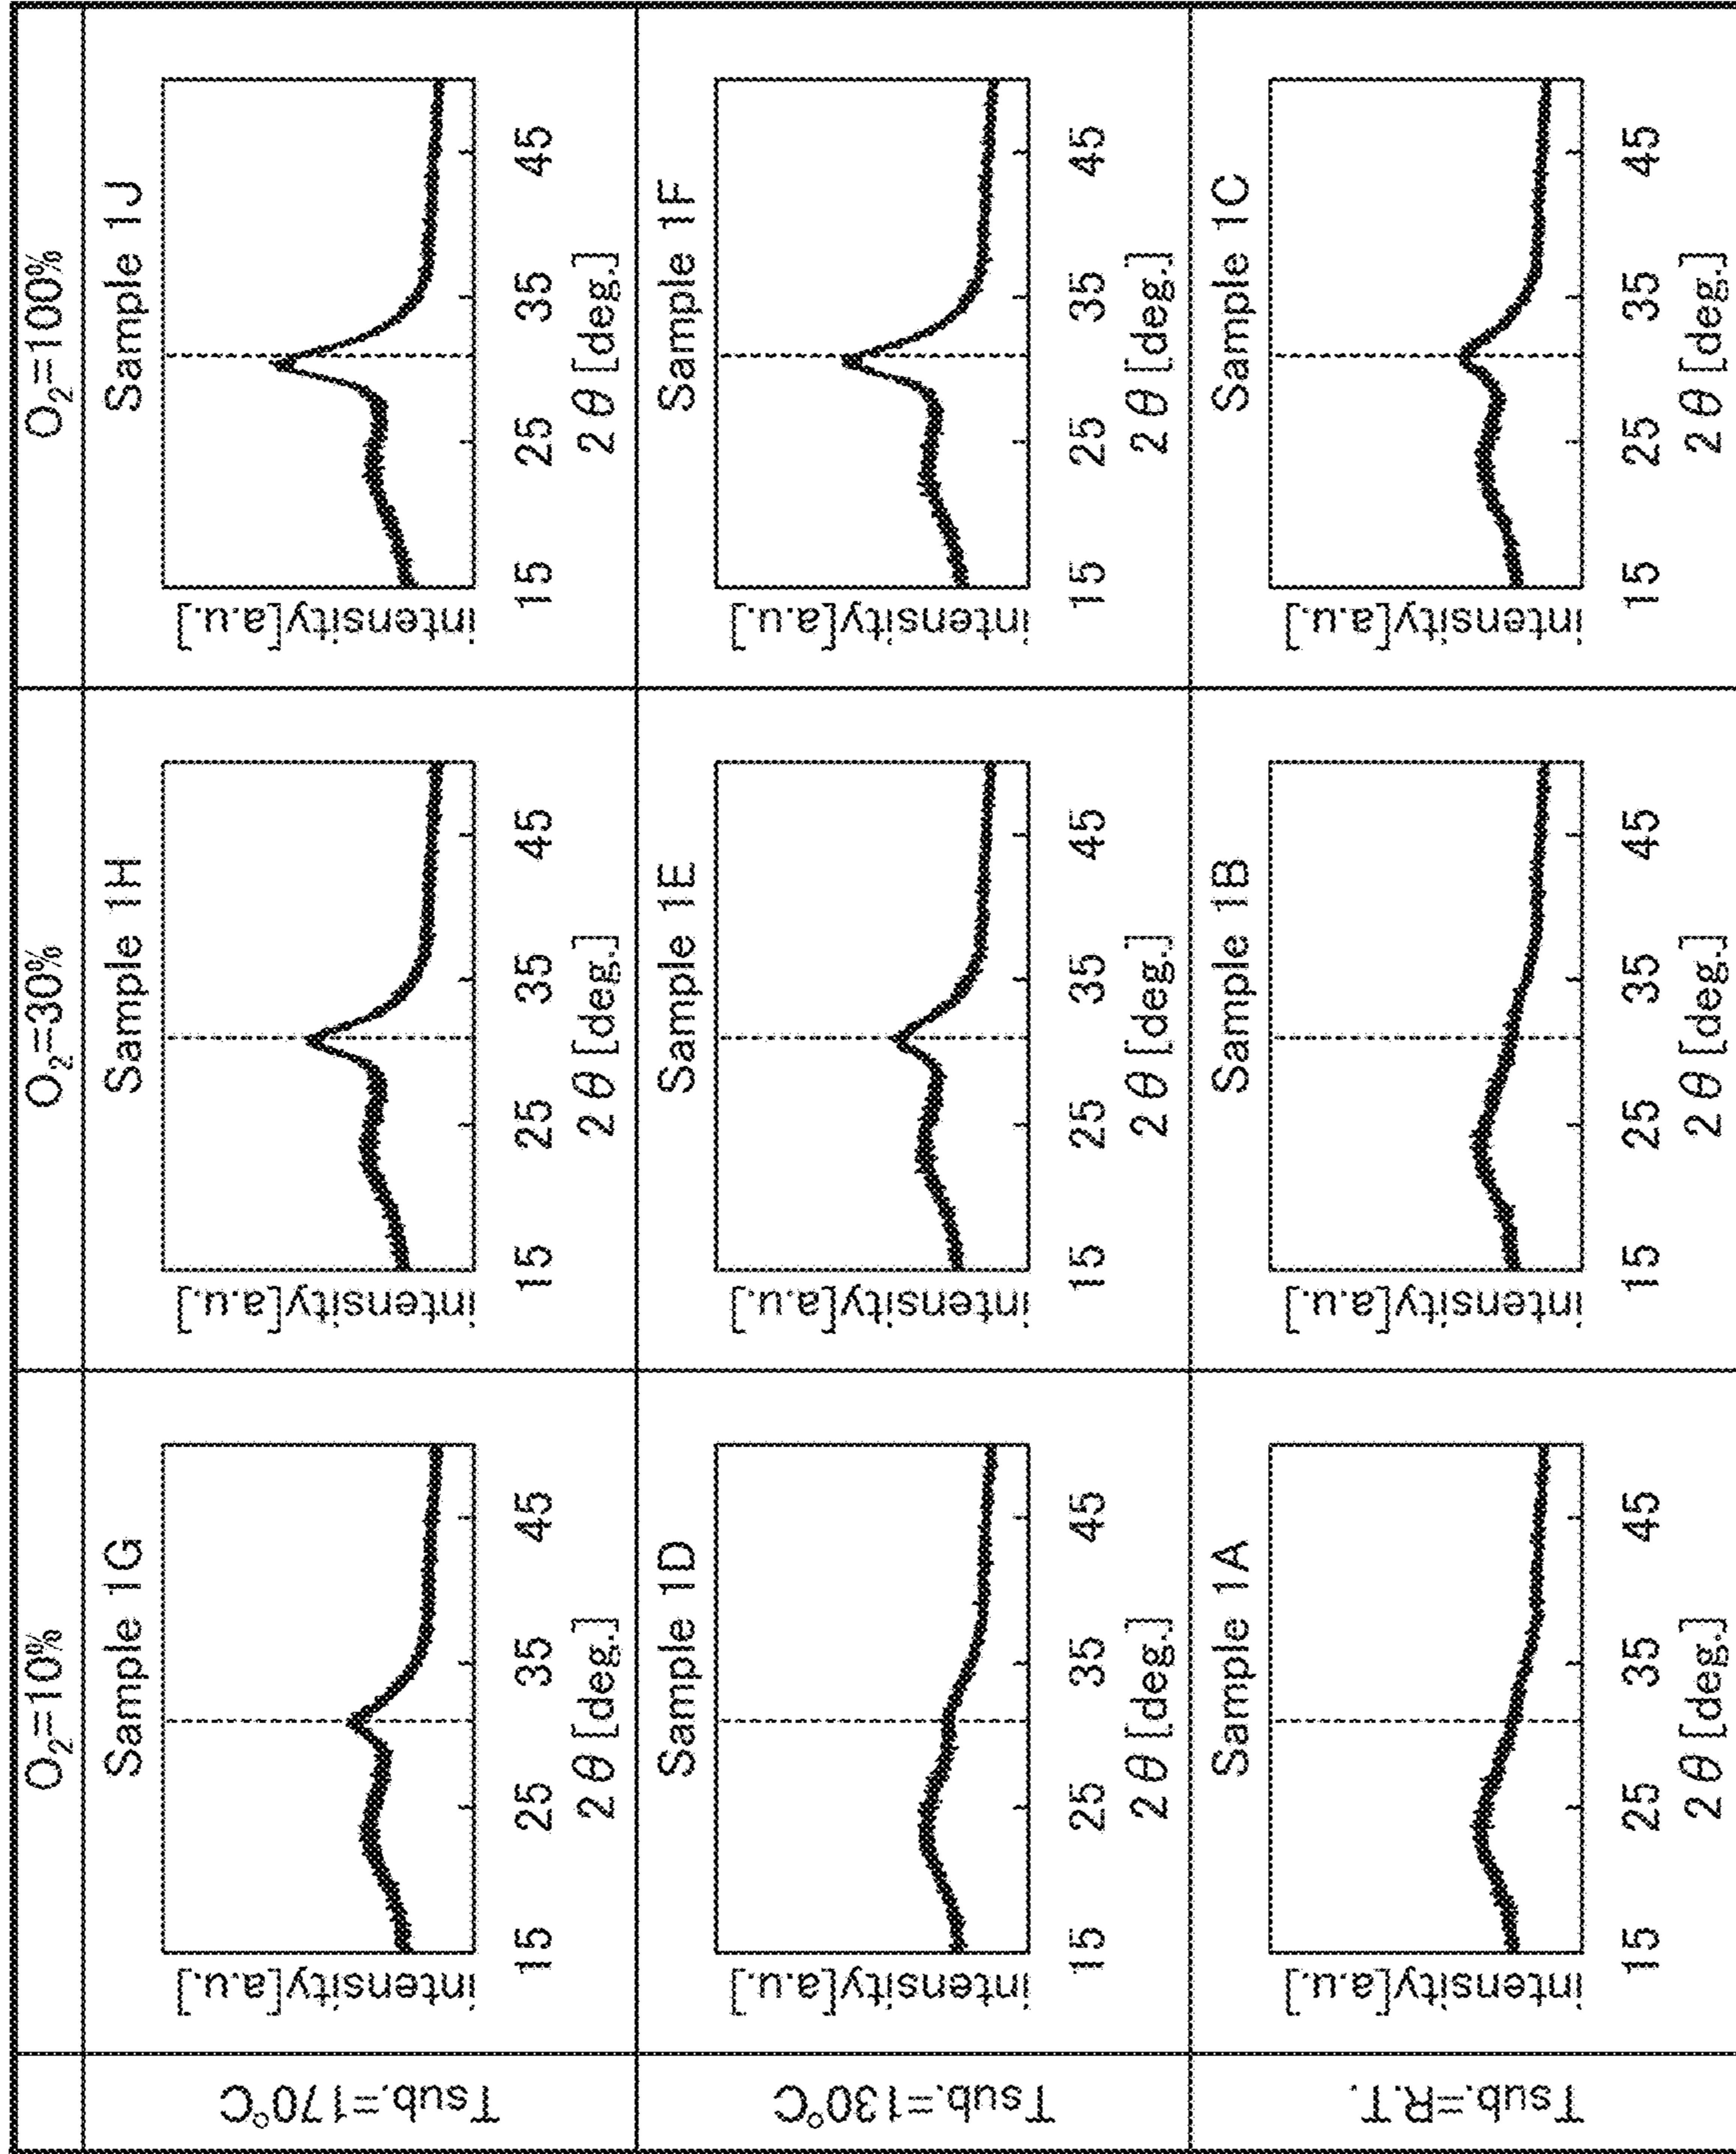 O2=10%
O2=30%
O2=100%
Tsub.=170°C
Sample 1G
intensity[a.u.]
15 25 35 45
2θ[deg.]
Sample 1H
intensity[a.u.]
15 25 35 45
2θ[deg.]
Sample 1J
intensity[a.u.]
15 25 35 45
2θ[deg.]
Tsub.=130°C
Sample 1D
intensity[a.u.]
15 25 35 45
2θ[deg.]
Sample 1E
intensity[a.u.]
15 25 35 45
2θ[deg.]
Sample 1F
intensity[a.u.]
15 25 35 45
2θ[deg.]
Tsub.=R.T.
Sample 1A
intensity[a.u.]
15 25 35 45
2θ[deg.]
Sample 1B
intensity[a.u.]
15 25 35 45
2θ[deg.]
Sample 1C
intensity[a.u.]
15 25 35 45
2θ[deg.]